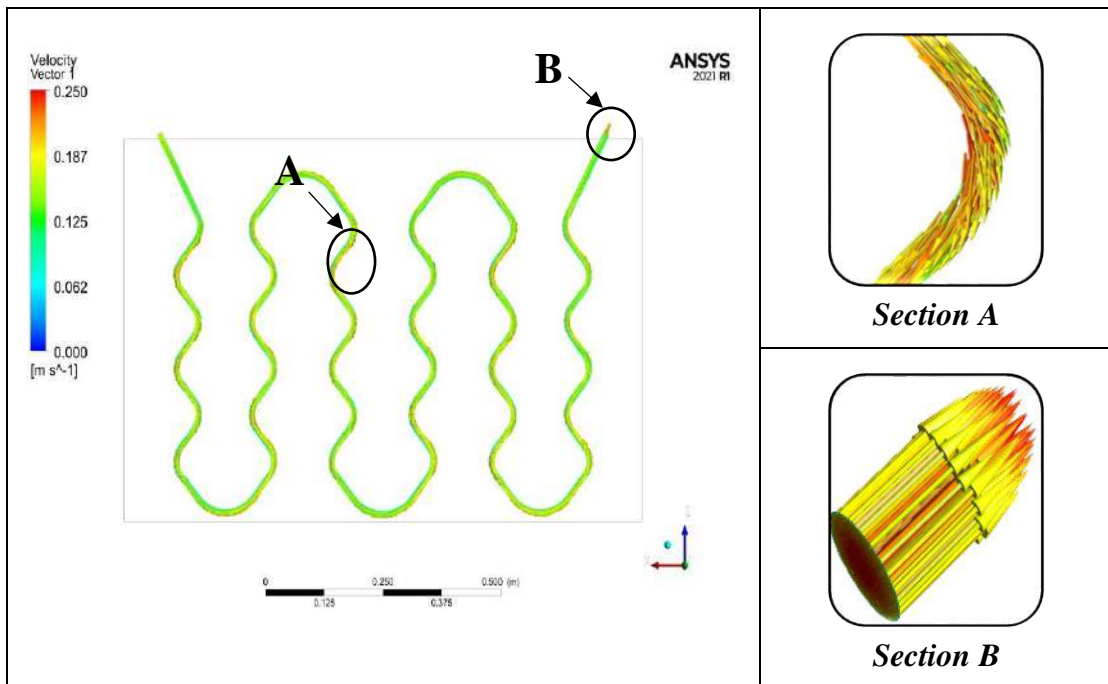 Velocity
Vector 1
0.250
0.187
0.125
0.062
0.000
[m s^-1]
A
B
ANSYS
2021 R1
0
0.250
0.500 (m)
0.125
0.375
Section A
Section B